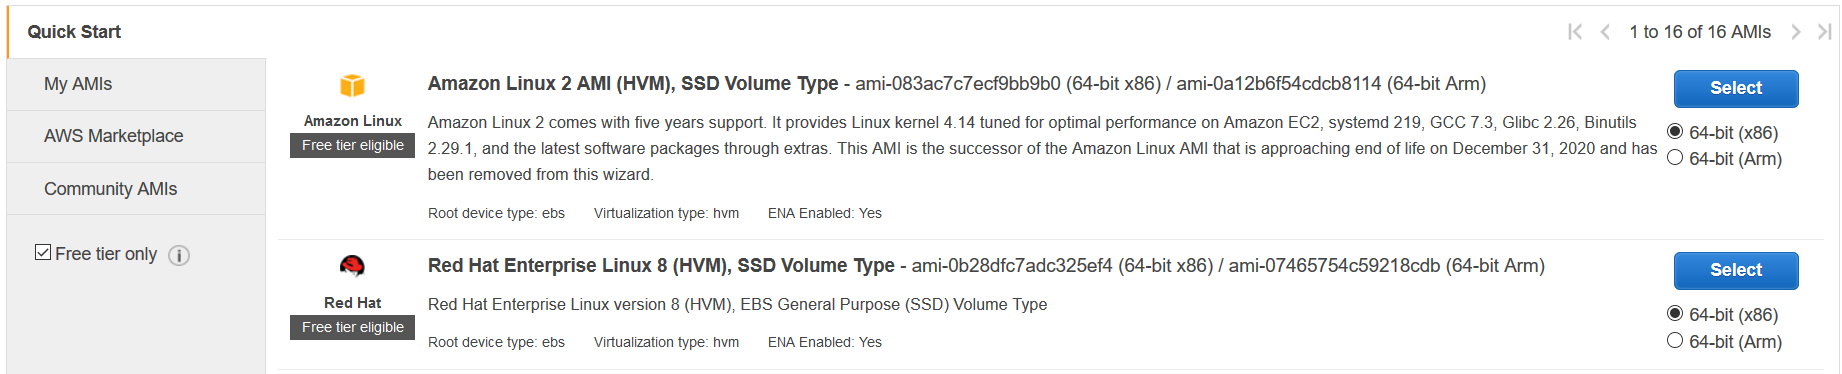 Quick Start
1 to 16 of 16 AMIs
My AMIs
AWS Marketplace
Community AMIs
Free tier only
Amazon Linux
Free tier eligible
Amazon Linux 2 AMI (HVM), SSD Volume Type - ami-083ac7c7ecf9bb9b0 (64-bit x86) / ami-0a12b6f54cdcb8114 (64-bit Arm)
Amazon Linux 2 comes with five years support. It provides Linux kernel 4.14 tuned for optimal performance on Amazon EC2, systemd 219, GCC 7.3, Glibc 2.26, Binutils
2.29.1, and the latest software packages through extras. This AMI is the successor of the Amazon Linux AMI that is approaching end of life on December 31, 2020 and has
been removed from this wizard.
Root device type: ebs Virtualization type: hvm ENA Enabled: Yes
Select
64-bit (x86)
64-bit (Arm)
Red Hat
Free tier eligible
Red Hat Enterprise Linux 8 (HVM), SSD Volume Type - ami-0b28dfc7adc325ef4 (64-bit x86) / ami-07465754c59218cdb (64-bit Arm)
Red Hat Enterprise Linux version 8 (HVM), EBS General Purpose (SSD) Volume Type
Root device type: ebs Virtualization type: hvm ENA Enabled: Yes
Select
64-bit (x86)
64-bit (Arm)